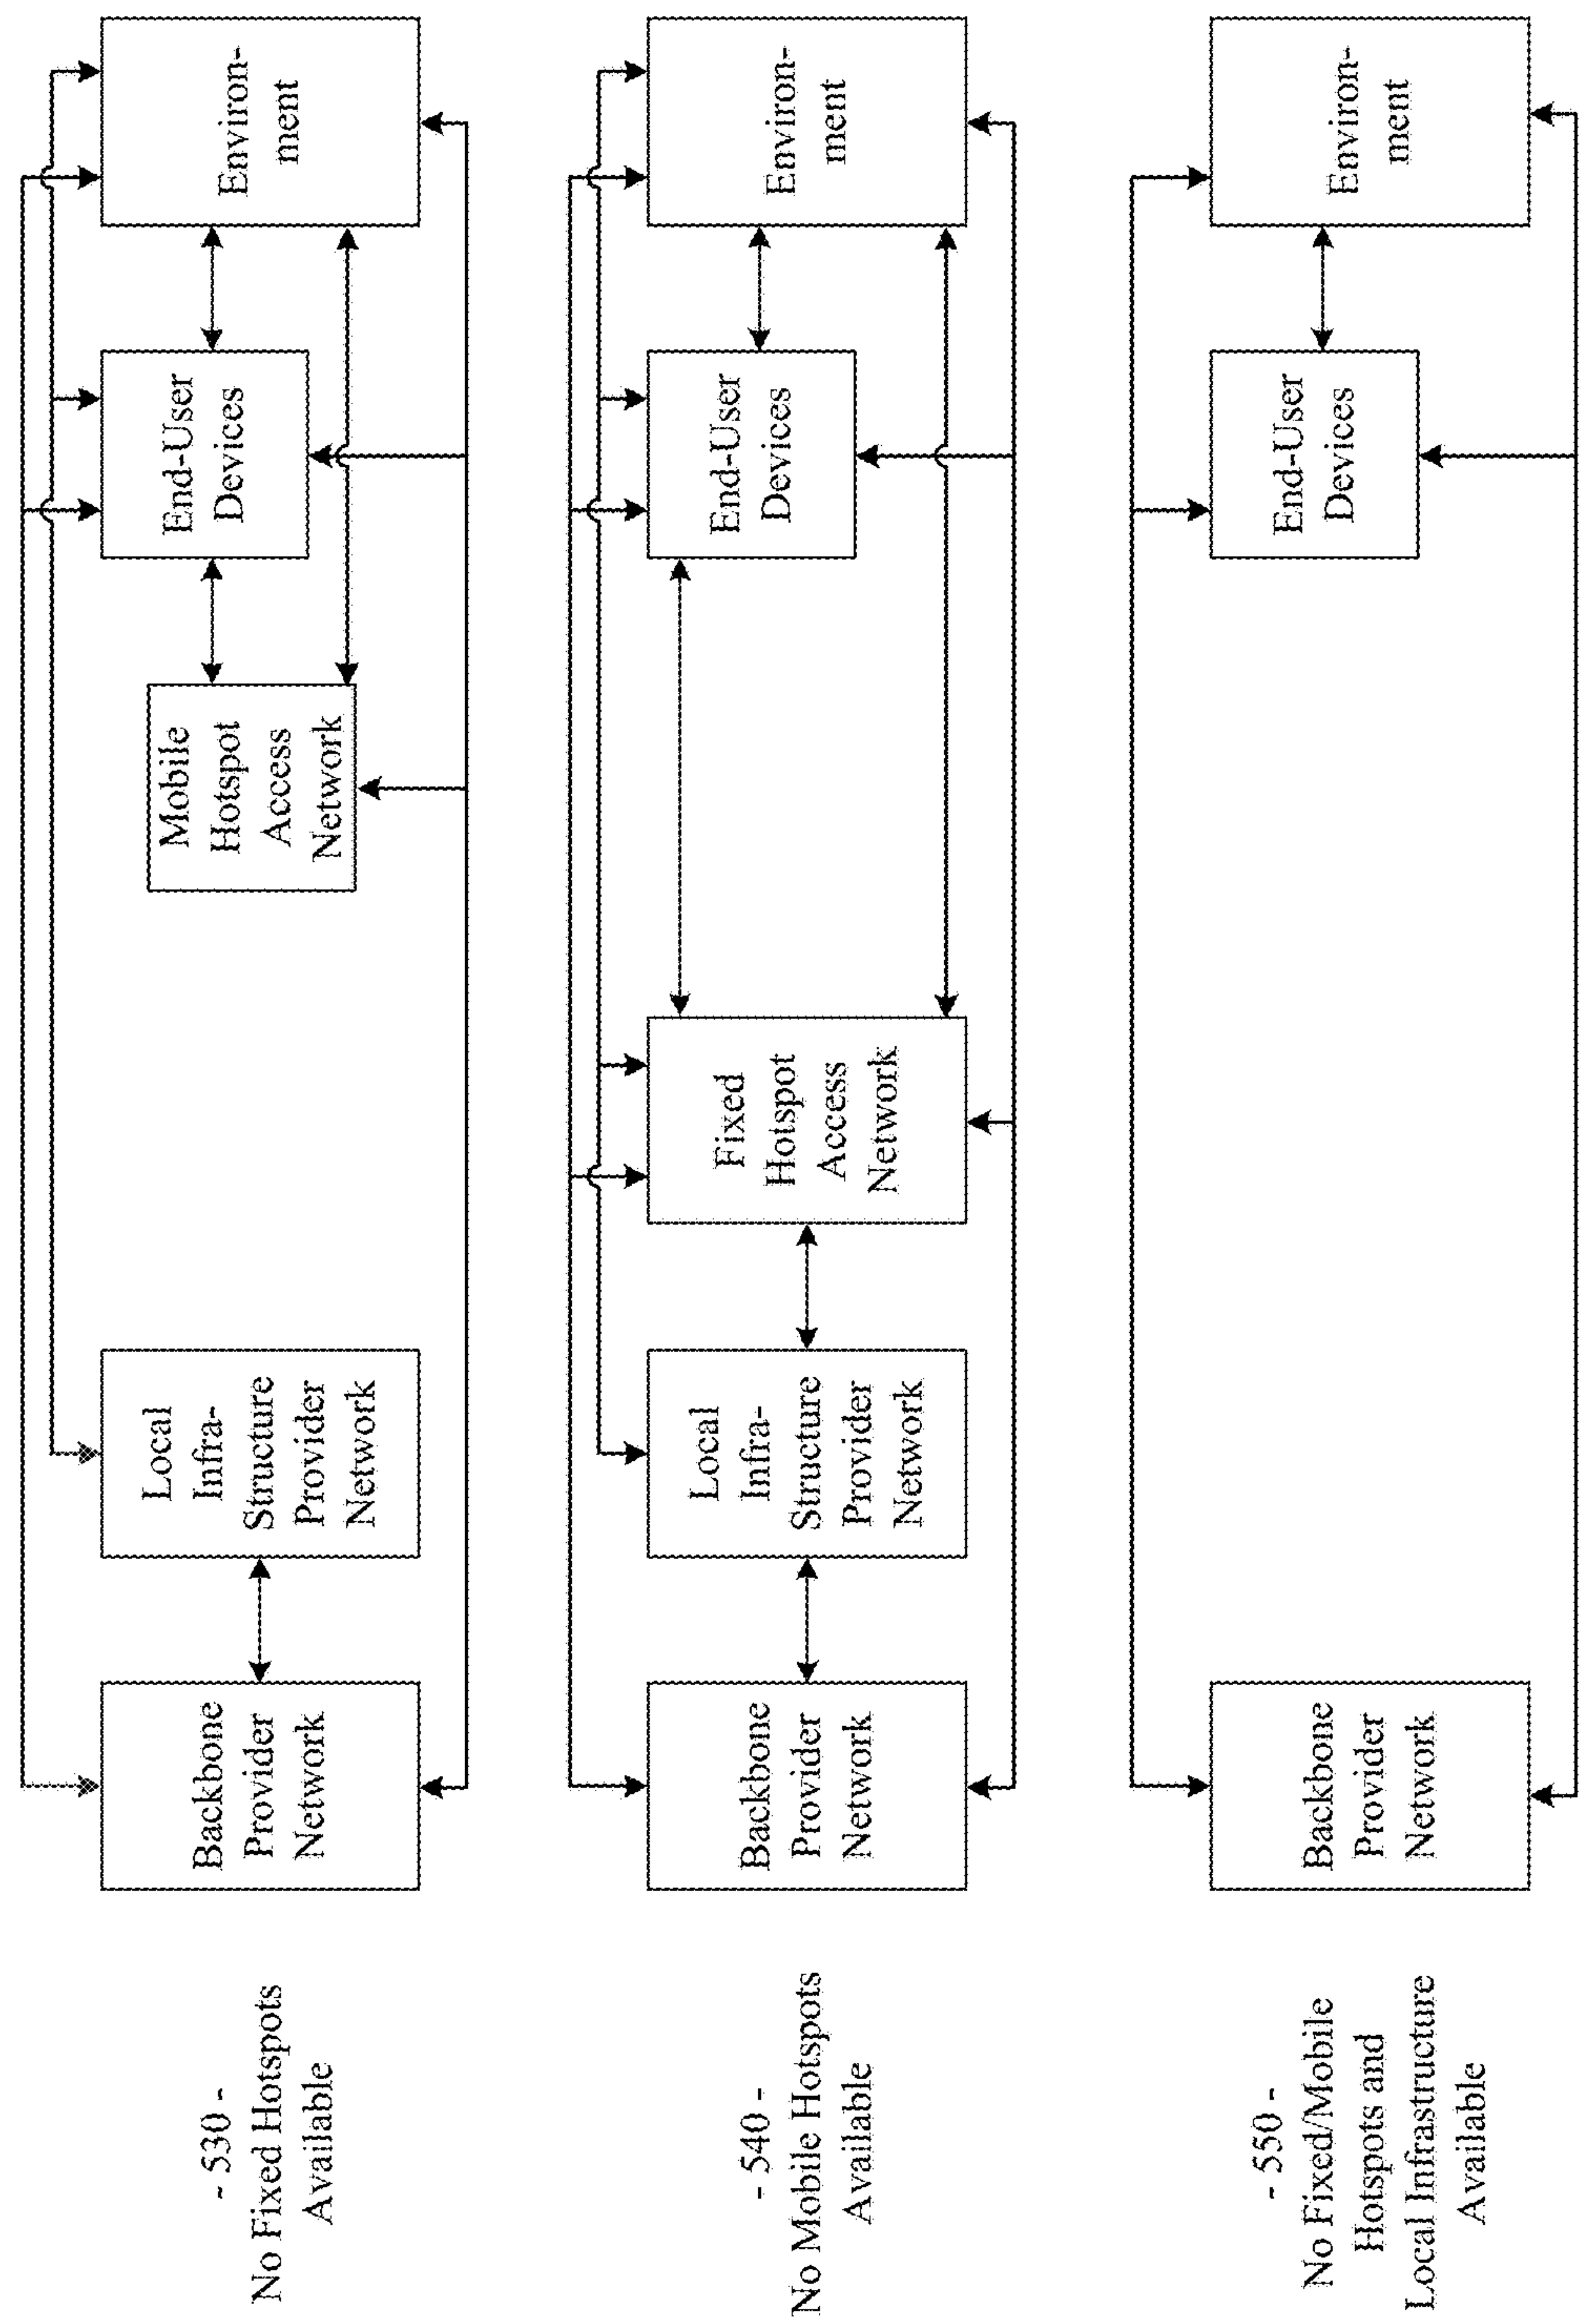 - 530 -
No Fixed Hotspots
Available
Backbone
Provider
Network
Local
Infra-
Structure
Provider
Network
Mobile
Hotspot
Access
Network
End-User
Devices
Environ-
ment
- 540 -
No Mobile Hotspots
Available
Backbone
Provider
Network
Local
Infra-
Structure
Provider
Network
Fixed
Hotspot
Access
Network
End-User
Devices
Environ-
ment
- 550 -
No Fixed/Mobile
Hotspots and
Local Infrastructure
Available
Backbone
Provider
Network
End-User
Devices
Environ-
ment